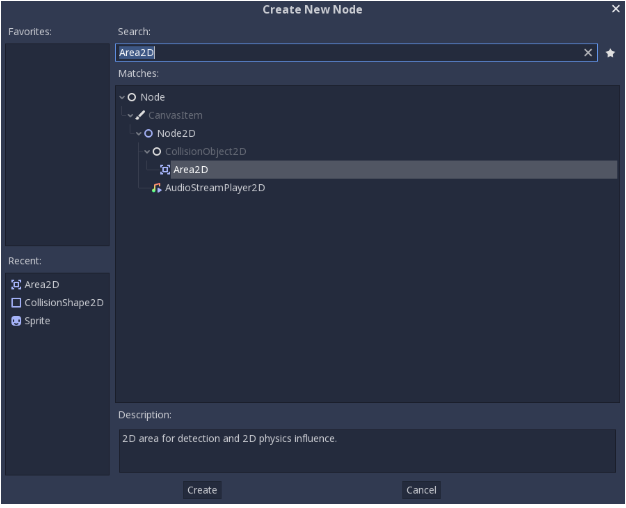 Create New Node
Favorites:
Search:
Area2D
Matches:
Node
CanvasItem
Node2D
CollisionObject2D
Area2D
AudioStreamPlayer2D
Recent:
Area2D
CollisionShape2D
Sprite
Description:
2D area for detection and 2D physics influence.
Create
Cancel